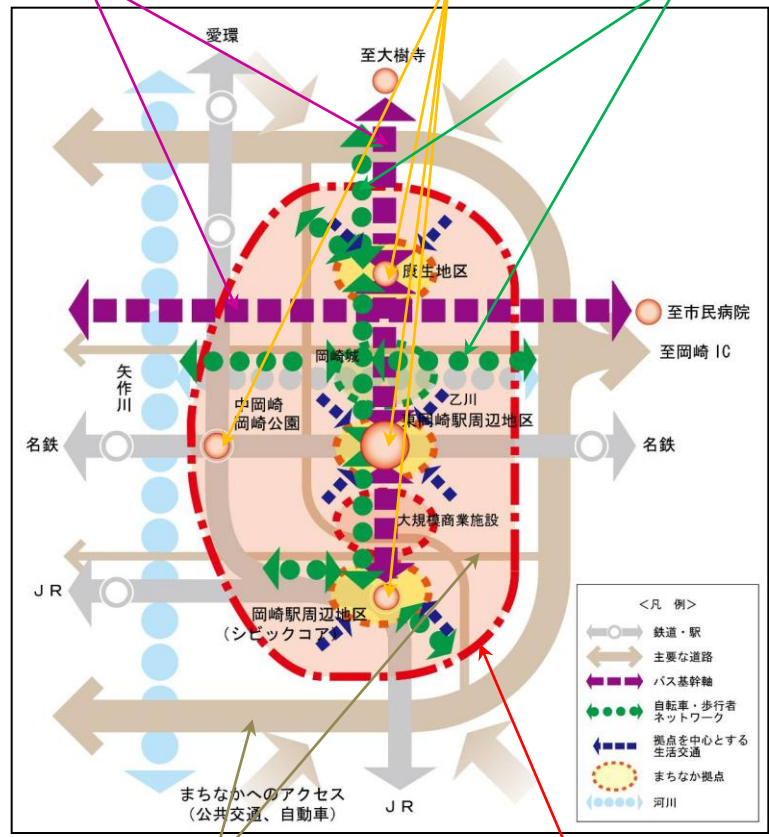 愛環
至大樹寺
康生地区
至市民病院
岡崎城
至岡崎 IC
矢作川
中岡崎
岡崎公園
乙川
東岡崎駅周辺地区
名鉄
名鉄
大規模商業施設
JR
岡崎駅周辺地区
(シビックコア)
まちなかへのアクセス
(公共交通、自動車)
JR
<凡 例>
鉄道・駅
主要な道路
バス基幹軸
自転車・歩行者
ネットワーク
拠点を中心とする
生活交通
まちなか拠点
河川